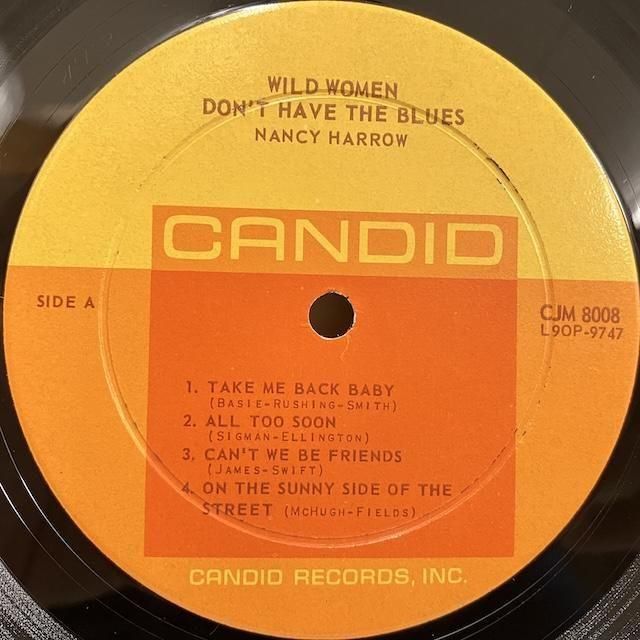 WILD WOMEN
DON'T HAVE THE BLUES
NANCY HARROW
CANDID
SIDE A
CJM 8008
L9OP-9747
1. TAKE ME BACK BABY
(BASIE-RUSHING-SMITH)
2. ALL TOO SOON
(SIGMAN-ELLINGTON)
3. CAN'T WE BE FRIENDS
(JAMES-SWIFT)
4. ON THE SUNNY SIDE OF THE
STREET (MCHUGH-FIELDS)
CANDID RECORDS, INC.